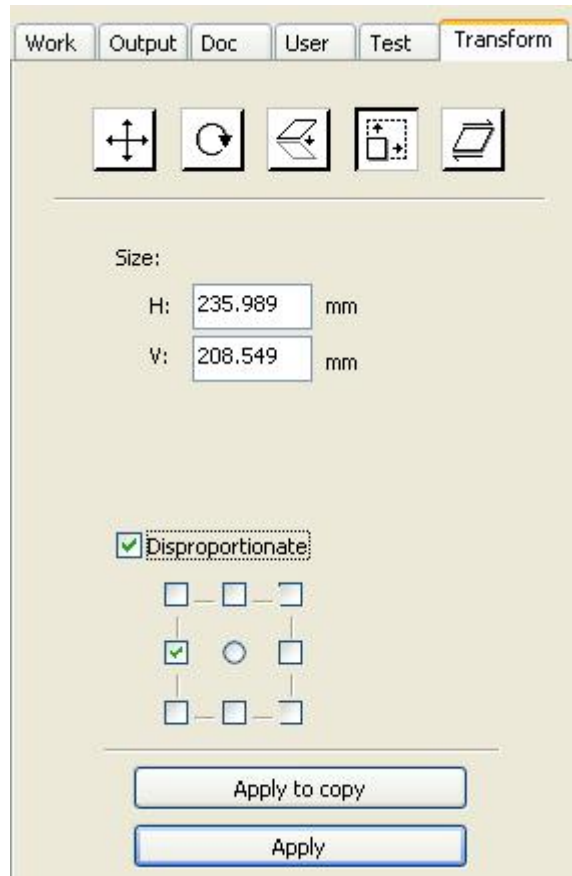 Work Output Doc User Test Transform
Size:
H: 235.989 mm
V: 208.549 mm
Disproportionate
Apply to copy
Apply